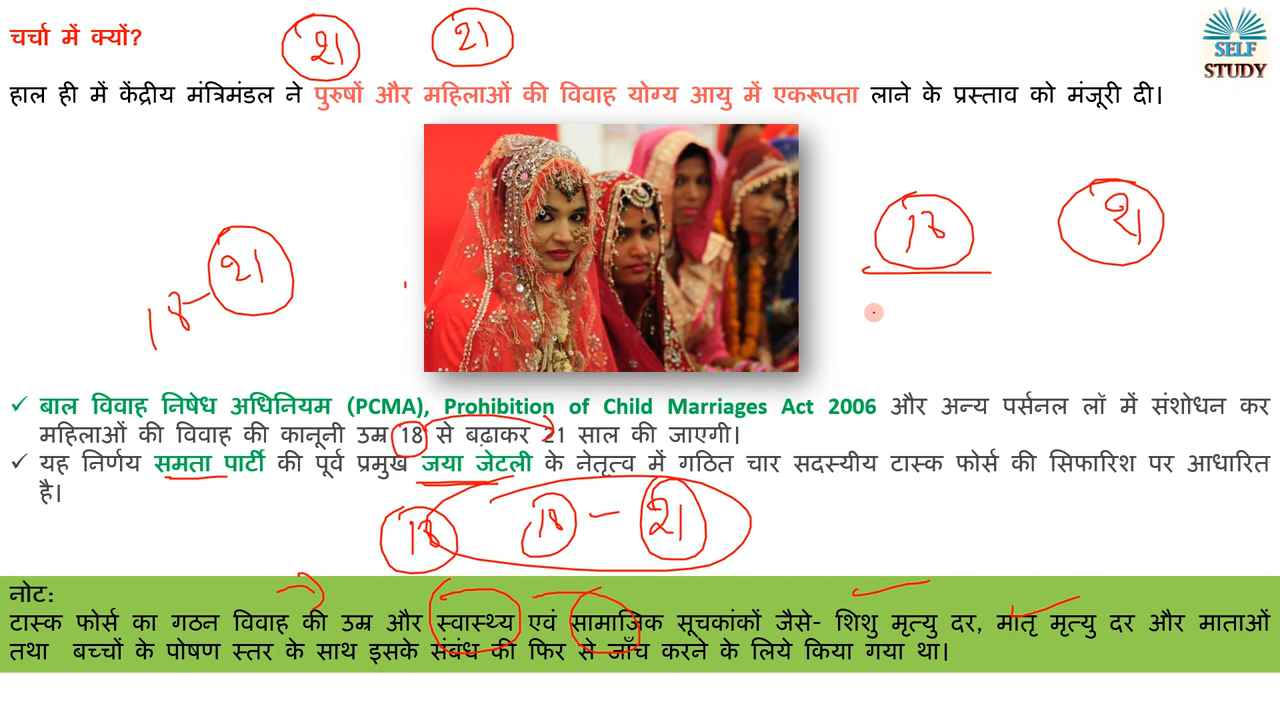 चर्चा में क्यों?
21
21
SELF
STUDY
हाल ही में केंद्रीय मंत्रिमंडल ने पुरुषों और महिलाओं की विवाह योग्य आयु में एकरूपता लाने के प्रस्ताव को मंजूरी दी।
18 21
18
21
✓ बाल विवाह निषेध अधिनियम (PCMA), Prohibition of Child Marriages Act 2006 और अन्य पर्सनल लॉ में संशोधन कर
महिलाओं की विवाह की कानूनी उम्र 18 से बढ़ाकर 21 साल की जाएगी।
✓ यह निर्णय समता पार्टी की पूर्व प्रमुख जया जेटली के नेतृत्व में गठित चार सदस्यीय टास्क फोर्स की सिफारिश पर आधारित
है।
18 18 – 21
नोट:
टास्क फोर्स का गठन विवाह की उम्र और स्वास्थ्य एवं सामाजिक सूचकांकों जैसे- शिशु मृत्यु दर, मातृ मृत्यु दर और माताओं
तथा बच्चों के पोषण स्तर के साथ इसके संबंध की फिर से जाँच करने के लिये किया गया था।